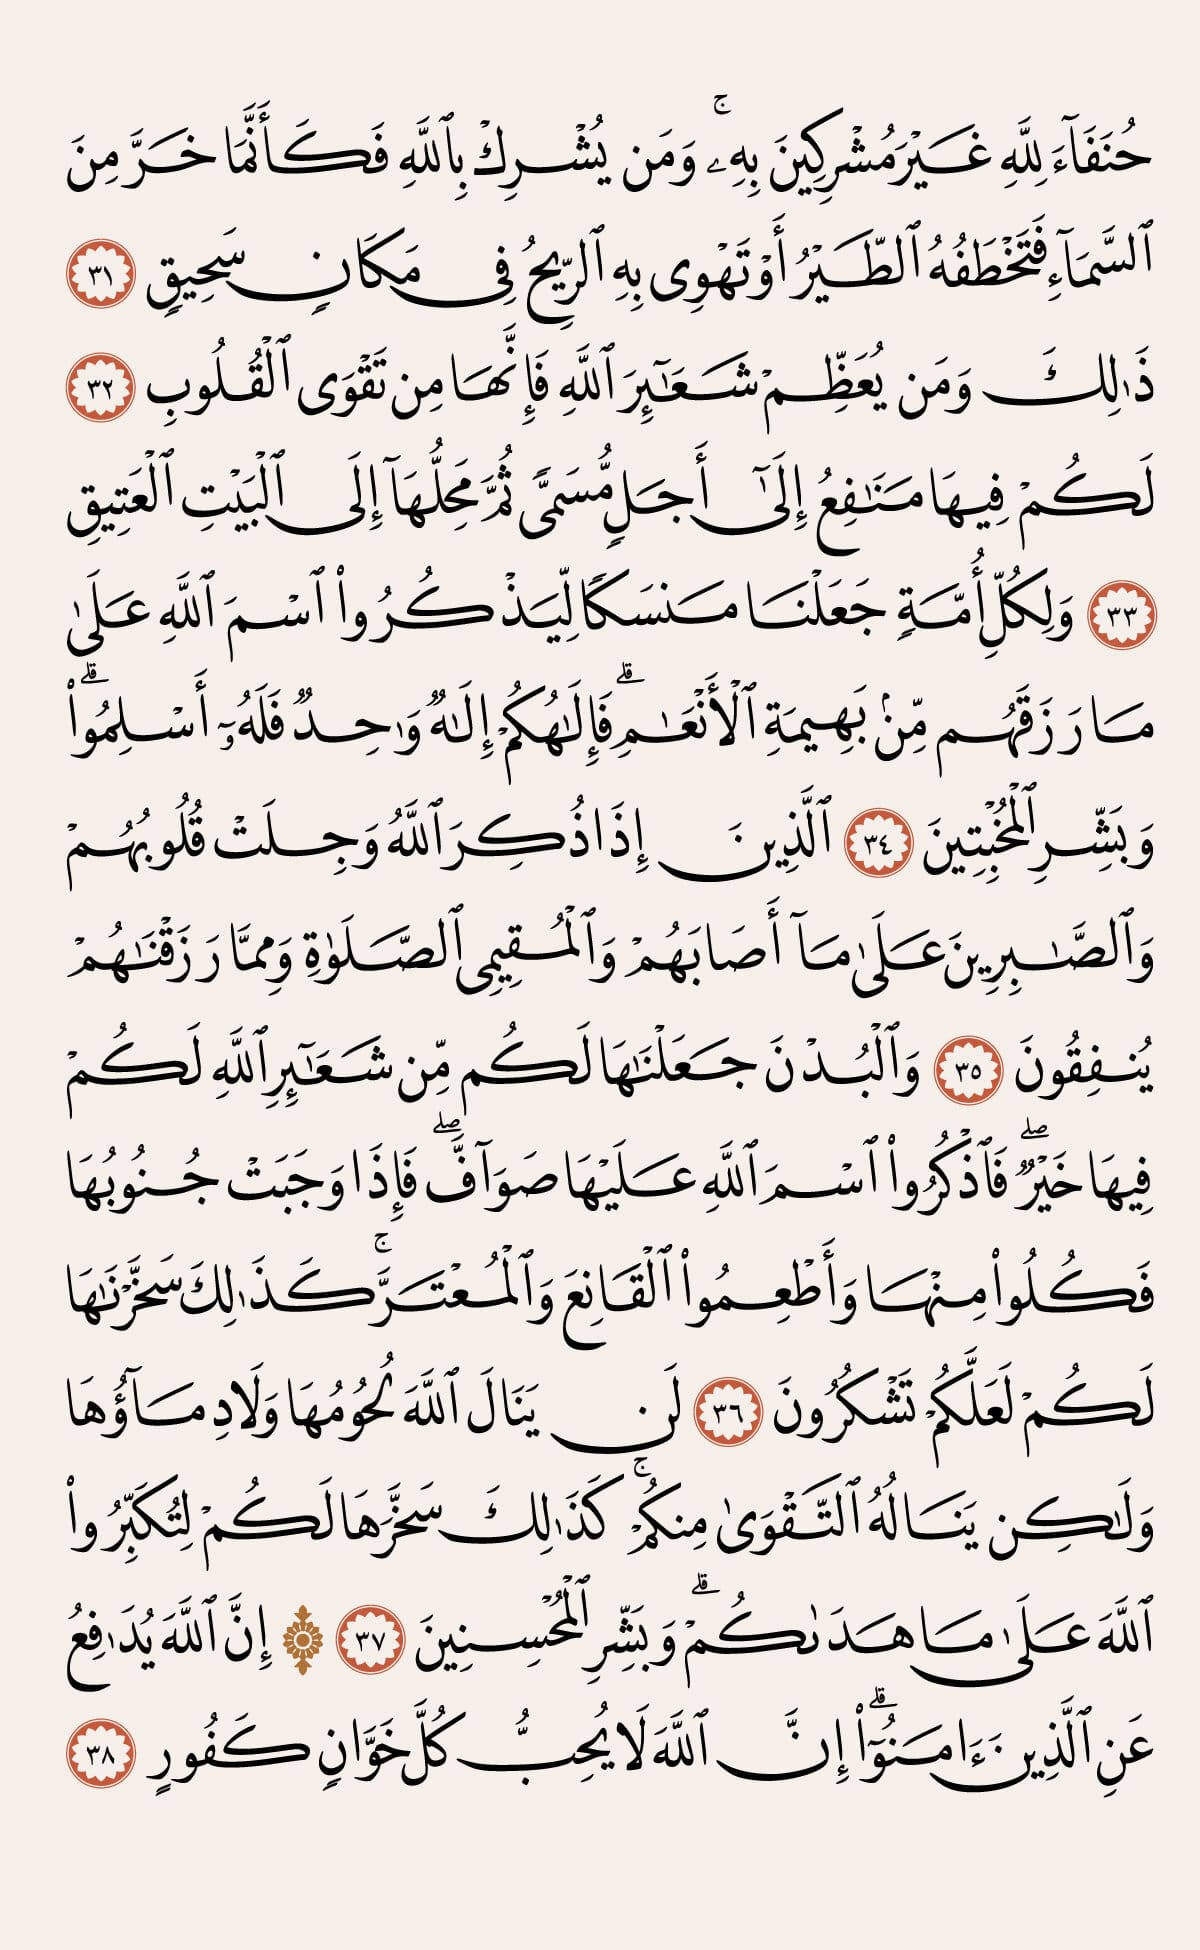 حُنَفَآءَ لِلَّهِ غَيْرَ مُشْرِكِينَ بِهِۦۚ وَمَن يُشْرِكْ بِٱللَّهِ فَكَأَنَّمَا خَرَّ مِنَ
ٱلسَّمَآءِ فَتَخْطَفُهُ ٱلطَّيْرُ أَوْ تَهْوِى بِهِ ٱلرِّيحُ فِى مَكَانٍ سَحِيقٍ ٣١
ذَٰلِكَ وَمَن يُعَظِّمْ شَعَـٰٓئِرَ ٱللَّهِ فَإِنَّهَا مِن تَقْوَى ٱلْقُلُوبِ ٣٢
لَكُمْ فِيهَا مَنَـٰفِعُ إِلَىٰٓ أَجَلٍ مُّسَمًّى ثُمَّ مَحِلُّهَآ إِلَى ٱلْبَيْتِ ٱلْعَتِيقِ
٣٣ وَلِكُلِّ أُمَّةٍ جَعَلْنَا مَنسَكًا لِّيَذْكُرُوا۟ ٱسْمَ ٱللَّهِ عَلَىٰ
مَا رَزَقَهُم مِّنۢ بَهِيمَةِ ٱلْأَنْعَـٰمِۗ فَإِلَـٰهُكُمْ إِلَـٰهٌ وَٰحِدٌ فَلَهُۥٓ أَسْلِمُوا۟ۗ
وَبَشِّرِ ٱلْمُخْبِتِينَ ٣٤ ٱلَّذِينَ إِذَا ذُكِرَ ٱللَّهُ وَجِلَتْ قُلُوبُهُمْ
وَٱلصَّـٰبِرِينَ عَلَىٰ مَآ أَصَابَهُمْ وَٱلْمُقِيمِى ٱلصَّلَوٰةِ وَمِمَّا رَزَقْنَـٰهُمْ
يُنفِقُونَ ٣٥ وَٱلْبُدْنَ جَعَلْنَـٰهَا لَكُم مِّن شَعَـٰٓئِرِ ٱللَّهِ لَكُمْ
فِيهَا خَيْرٌۖ فَٱذْكُرُوا۟ ٱسْمَ ٱللَّهِ عَلَيْهَا صَوَآفَّۖ فَإِذَا وَجَبَتْ جُنُوبُهَا
فَكُلُوا۟ مِنْهَا وَأَطْعِمُوا۟ ٱلْقَانِعَ وَٱلْمُعْتَرَّۚ كَذَٰلِكَ سَخَّرْنَـٰهَا
لَكُمْ لَعَلَّكُمْ تَشْكُرُونَ ٣٦ لَن يَنَالَ ٱللَّهَ لُحُومُهَا وَلَا دِمَآؤُهَا
وَلَـٰكِن يَنَالُهُ ٱلتَّقْوَىٰ مِنكُمْۚ كَذَٰلِكَ سَخَّرَهَا لَكُمْ لِتُكَبِّرُوا۟
ٱللَّهَ عَلَىٰ مَا هَدَىٰكُمْۗ وَبَشِّرِ ٱلْمُحْسِنِينَ ٣٧ ۞ إِنَّ ٱللَّهَ يُدَٰفِعُ
عَنِ ٱلَّذِينَ ءَامَنُوٓا۟ۗ إِنَّ ٱللَّهَ لَا يُحِبُّ كُلَّ خَوَّانٍ كَفُورٍ ٣٨